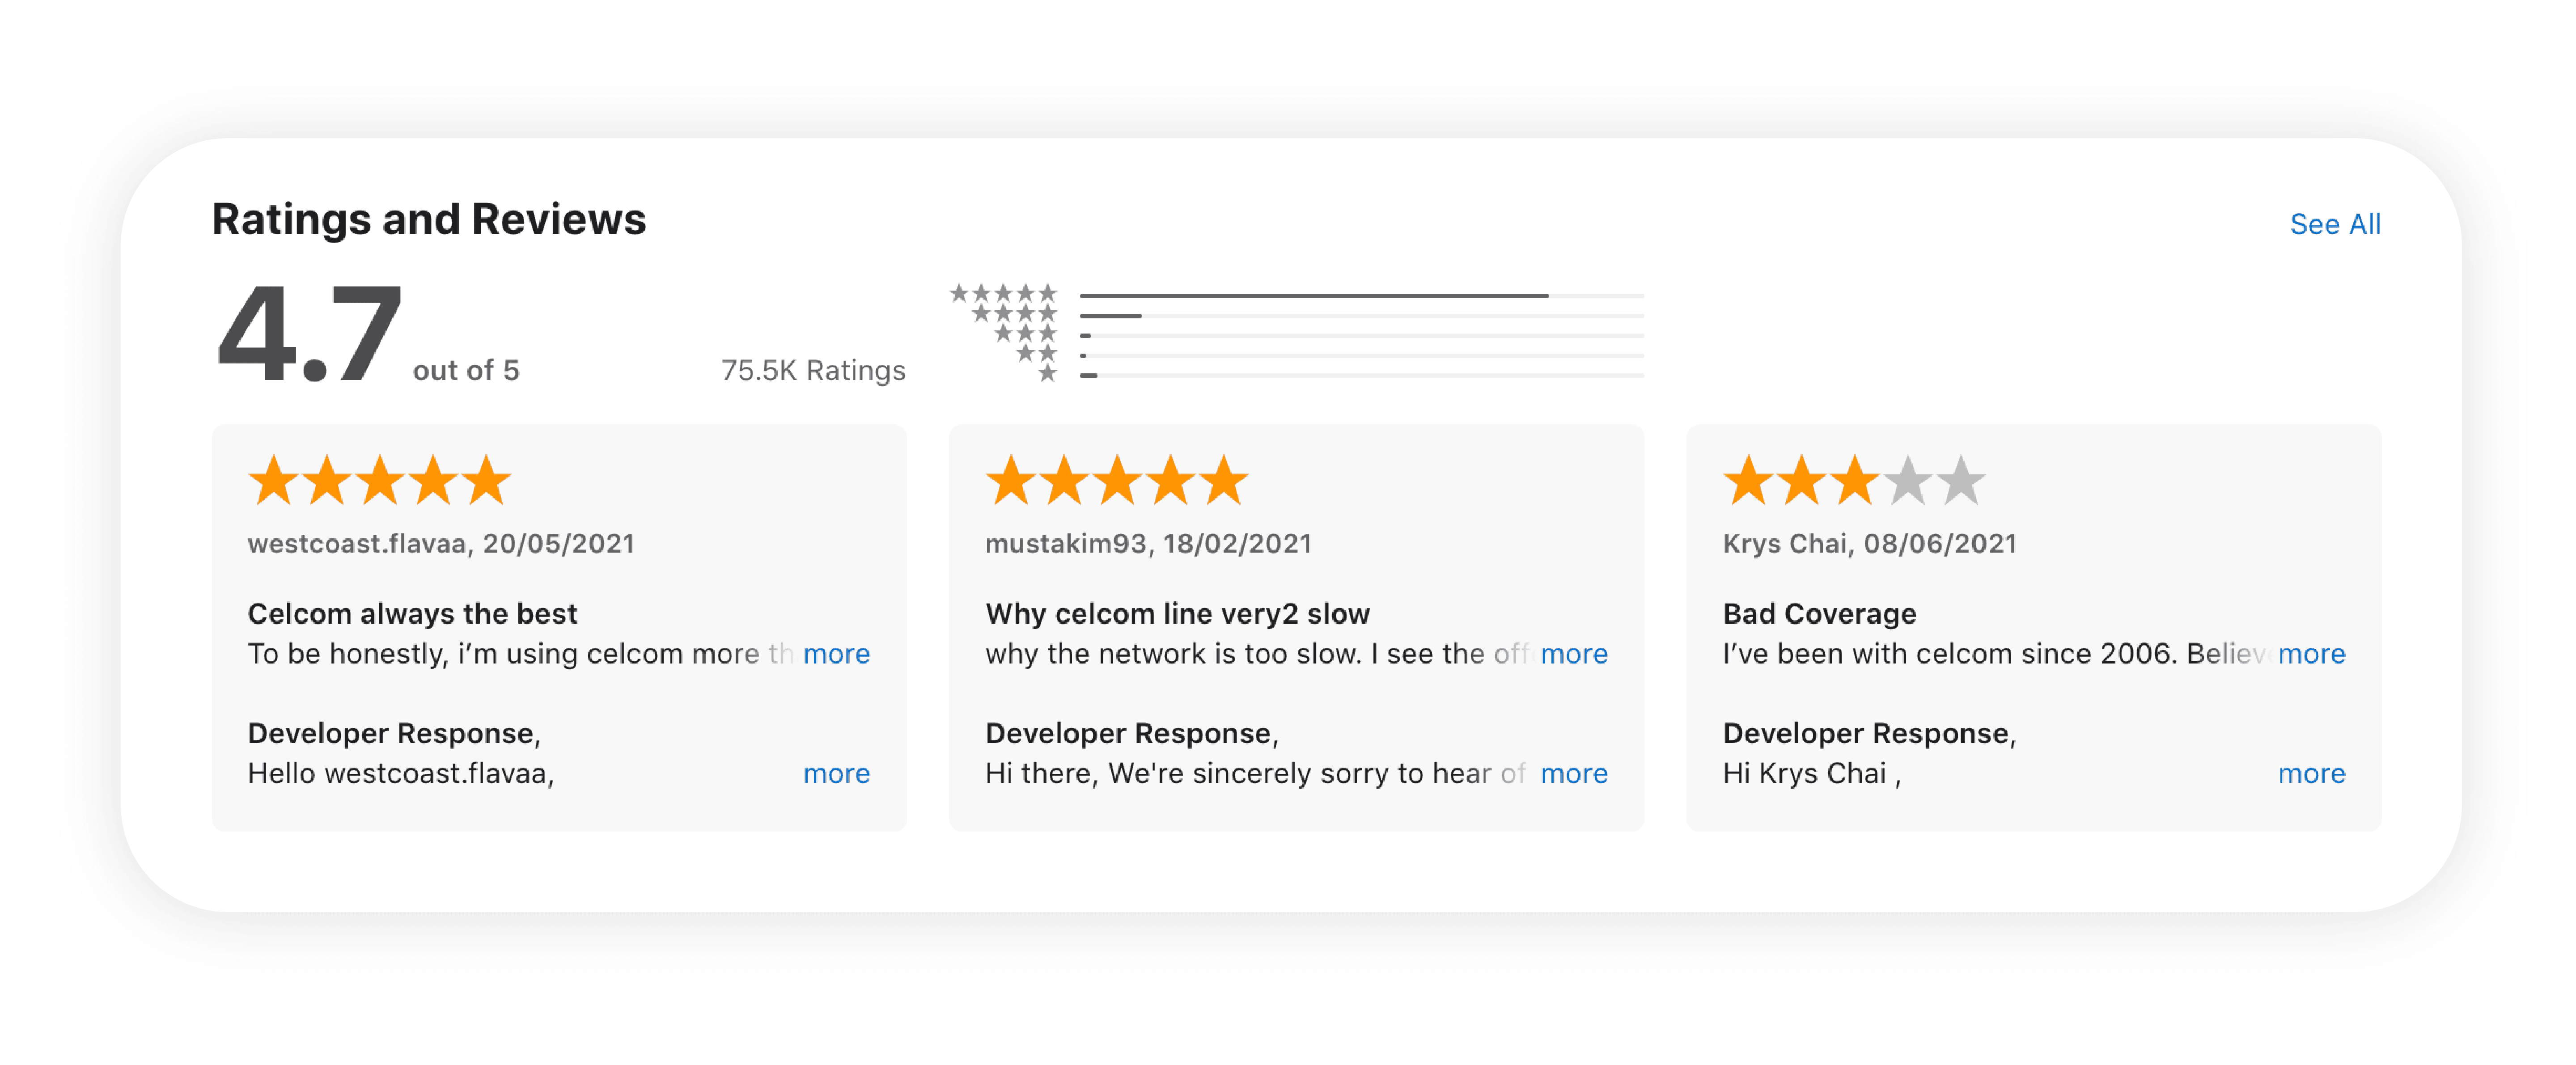 Ratings and Reviews
See All
4.7 out of 5
75.5K Ratings
westcoast.flavaa, 20/05/2021
Celcom always the best
To be honestly, i'm using celcom more th more
Developer Response,
Hello westcoast.flavaa,
more
mustakim93, 18/02/2021
Why celcom line very2 slow
why the network is too slow. I see the off more
Developer Response,
Hi there, We're sincerely sorry to hear of more
Krys Chai, 08/06/2021
Bad Coverage
I've been with celcom since 2006. Believe more
Developer Response,
Hi Krys Chai ,
more